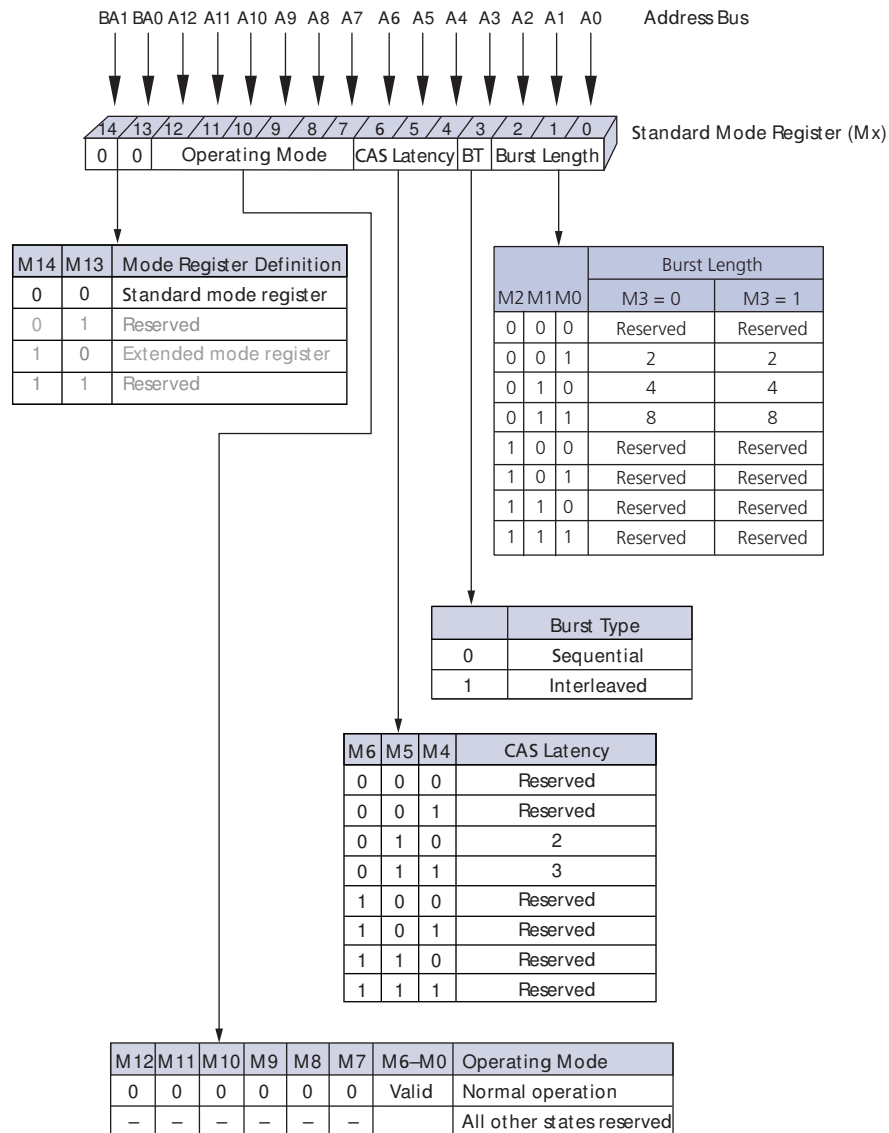 BA1 BA0 A12 A11 A10 A9 A8 A7 A6 A5 A4 A3 A2 A1 A0 Address Bus
14 13 12 11 10 9 8 7 6 5 4 3 2 1 0
Standard Mode Register (Mx)
0 0 Operating Mode CAS Latency BT Burst Length
M14 M13 Mode Register Definition
0 0 Standard mode register
0 1 Reserved
1 0 Extended mode register
1 1 Reserved
Burst Length
M2 M1 M0 M3 = 0 M3 = 1
0 0 0 Reserved Reserved
0 0 1 2 2
0 1 0 4 4
0 1 1 8 8
1 0 0 Reserved Reserved
1 0 1 Reserved Reserved
1 1 0 Reserved Reserved
1 1 1 Reserved Reserved
Burst Type
0 Sequential
1 Interleaved
M6 M5 M4 CAS Latency
0 0 0 Reserved
0 0 1 Reserved
0 1 0 2
0 1 1 3
1 0 0 Reserved
1 0 1 Reserved
1 1 0 Reserved
1 1 1 Reserved
M12 M11 M10 M9 M8 M7 M6–M0 Operating Mode
0 0 0 0 0 0 Valid Normal operation
– – – – – – All other states reserved